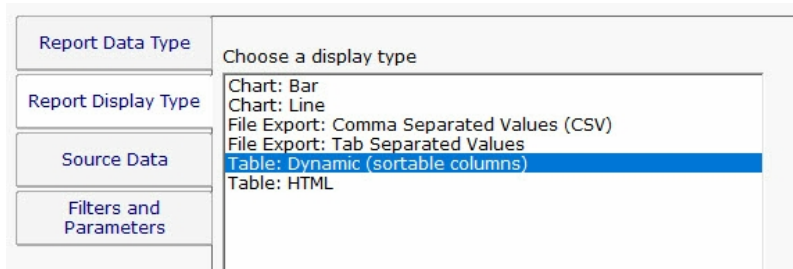 Report Data Type
Report Display Type
Source Data
Filters and
Parameters
Choose a display type
Chart: Bar
Chart: Line
File Export: Comma Separated Values (CSV)
File Export: Tab Separated Values
Table: Dynamic (sortable columns)
Table: HTML